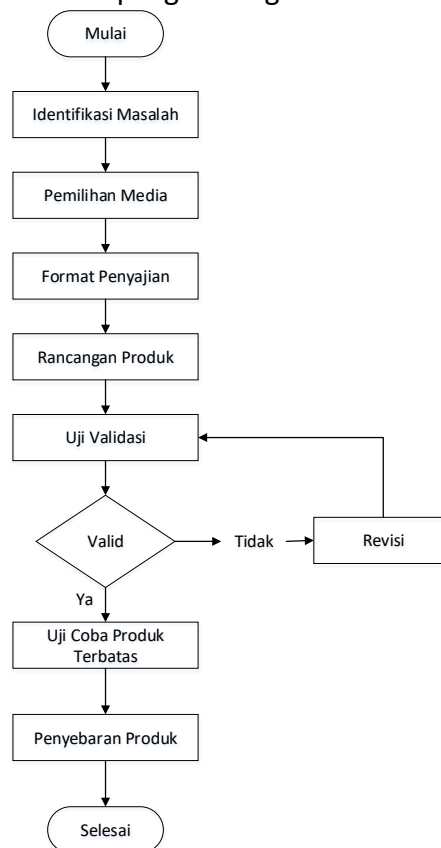 Mulai
Identifikasi Masalah
Pemilihan Media
Format Penyajian
Rancangan Produk
Uji Validasi
Valid
Tidak
Revisi
Ya
Uji Coba Produk
Terbatas
Penyebaran Produk
Selesai